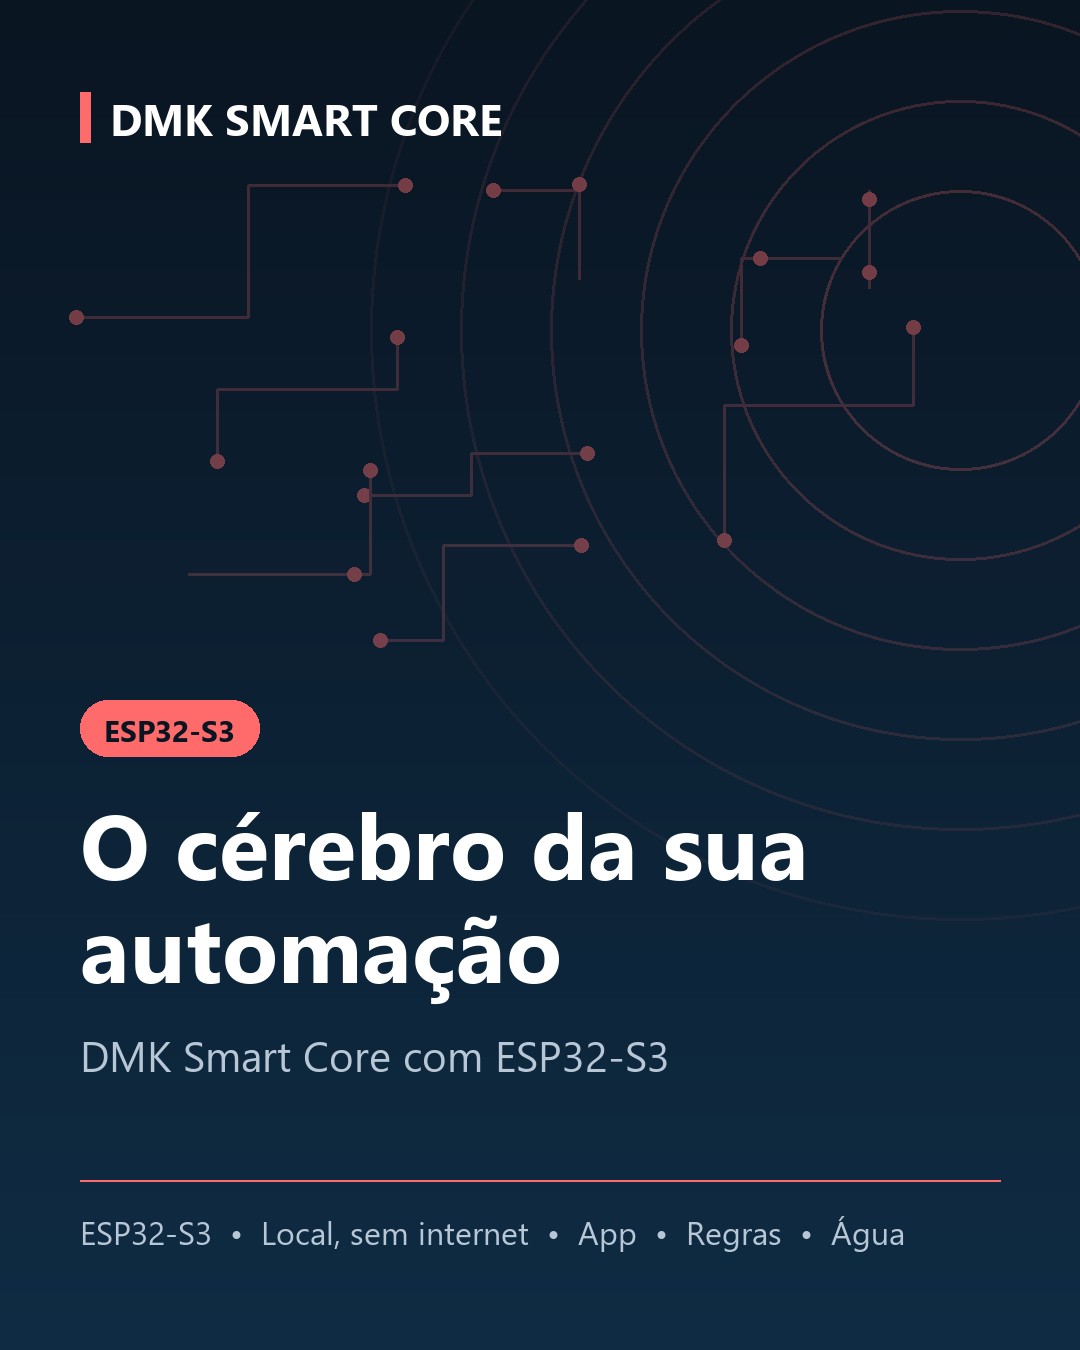 DMK SMART CORE
ESP32-S3
O cérebro da sua
automação
DMK Smart Core com ESP32-S3
ESP32-S3 • Local, sem internet • App • Regras • Água